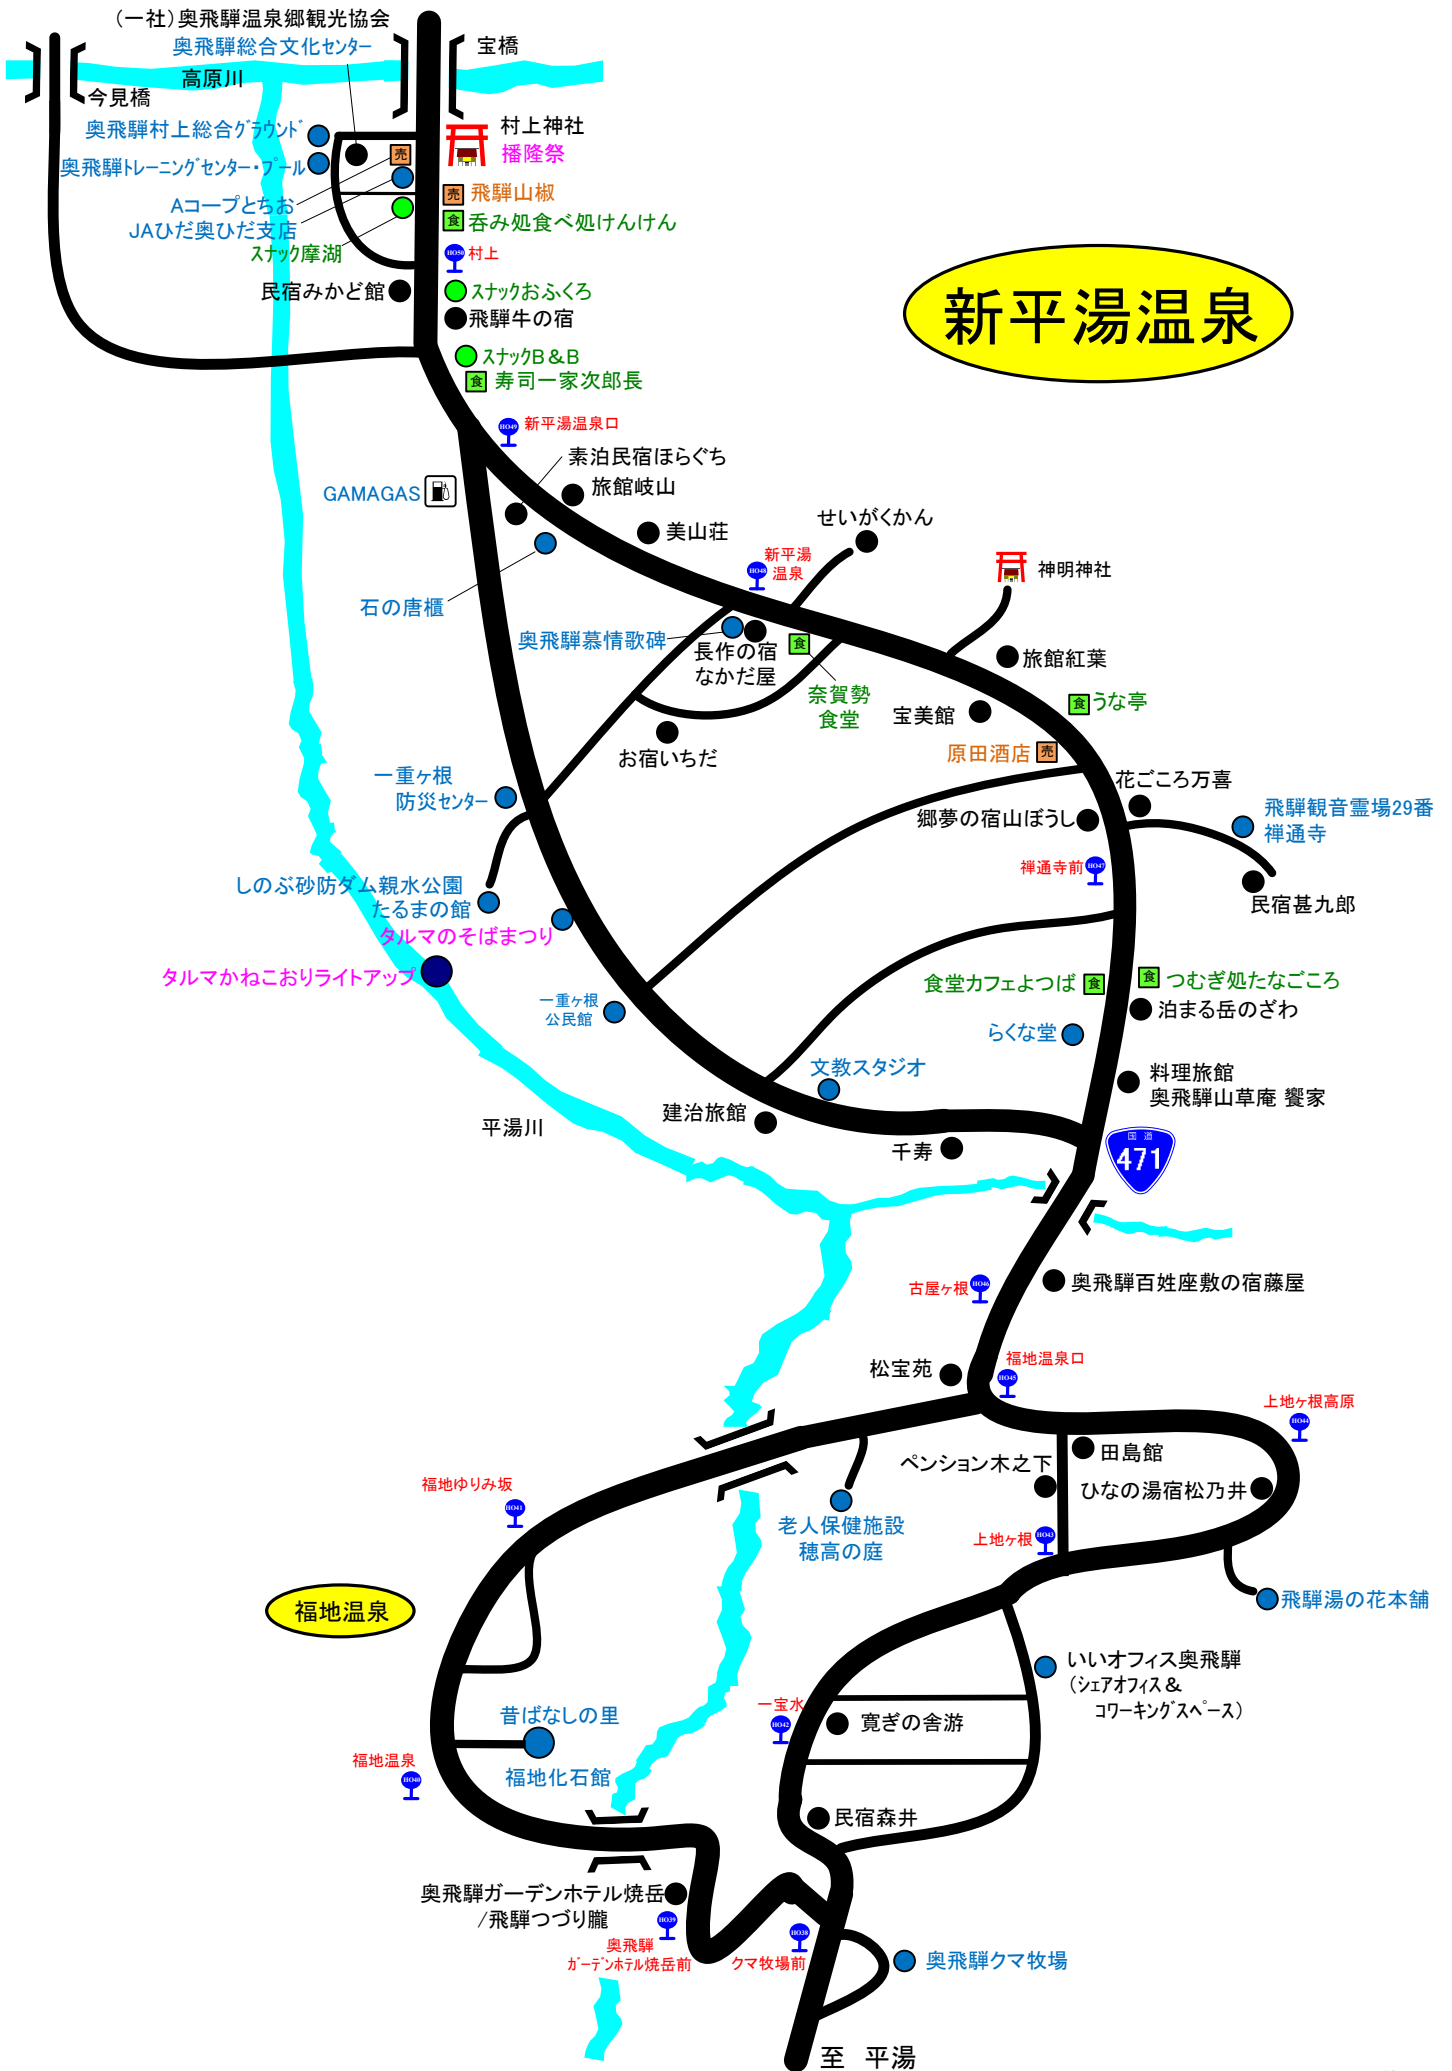 (一社)奥飛騨温泉郷観光協会
奥飛騨総合文化センター
宝橋
高原川
今見橋
奥飛騨村上総合グラウンド
奥飛騨トレーニングセンター・プール
村上神社
播隆祭
売
Aコープとちお
JAひだ奥ひだ支店
スナック摩湖
売 飛騨山椒
食 呑み処食べ処けんけん
HO50 村上
民宿みかど館
スナックおふくろ
飛騨牛の宿
スナックB&B
食 寿司一家次郎長
新平湯温泉
HO49 新平湯温泉口
素泊民宿ほらぐち
旅館岐山
GAMAGAS
美山荘
せいがくかん
新平湯
温泉
HO48
神明神社
石の唐櫃
奥飛騨慕情歌碑
長作の宿
なかだ屋
食
奈賀勢
食堂
旅館紅葉
食 うな亭
宝美館
原田酒店 売
お宿いちだ
一重ヶ根
防災センター
花ごころ万喜
郷夢の宿山ぼうし
飛騨観音霊場29番
禅通寺
禅通寺前 HO47
民宿甚九郎
しのぶ砂防ダム親水公園
たるまの館
タルマのそばまつり
タルマかねこおりライトアップ
一重ヶ根
公民館
食堂カフェよつば 食
食 つむぎ処たなごころ
泊まる岳のざわ
らくな堂
文教スタジオ
料理旅館
奥飛騨山草庵 饗家
建治旅館
平湯川
千寿
国道
471
古屋ヶ根 HO46
奥飛騨百姓座敷の宿藤屋
松宝苑
福地温泉口
HO45
上地ヶ根高原
HO44
田島館
ペンション木之下
ひなの湯宿松乃井
福地ゆりみ坂
HO41
老人保健施設
穂高の庭
上地ヶ根 HO43
福地温泉
飛騨湯の花本舗
いいオフィス奥飛騨
(シェアオフィス&
コワーキングスペース)
一宝水
HO42
寛ぎの舎游
昔ばなしの里
福地化石館
福地温泉
HO40
民宿森井
奥飛騨ガーデンホテル焼岳
/飛騨つづり朧
HO39
奥飛騨
ガーデンホテル焼岳前
HO38
クマ牧場前
奥飛騨クマ牧場
至 平湯